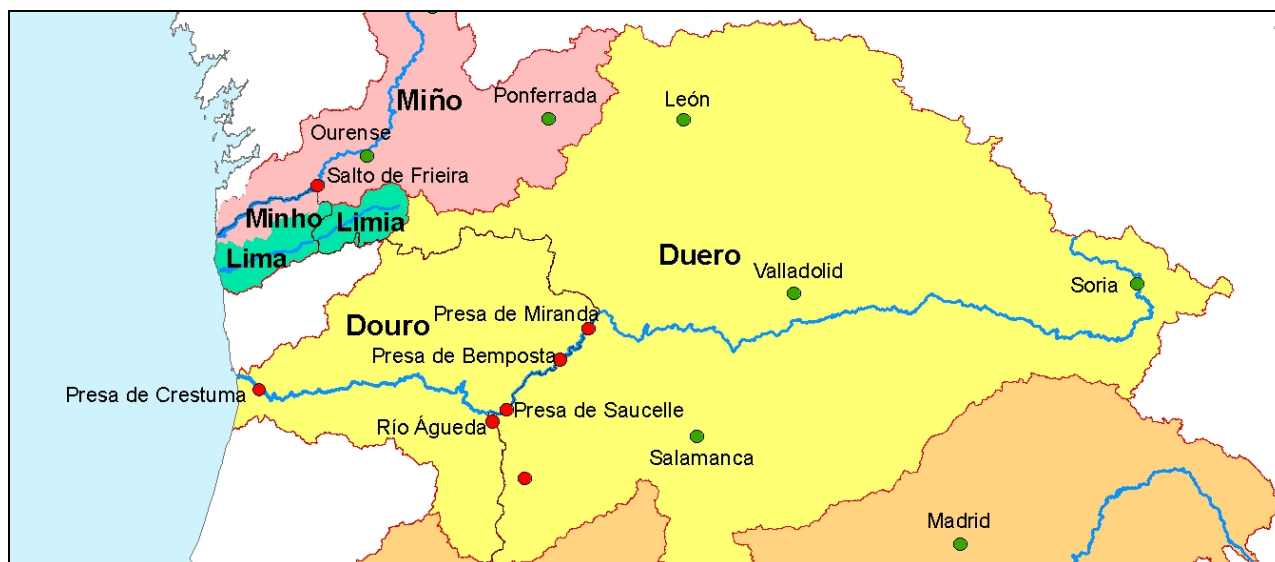 Miño
Ponferrada
León
Ourense
Salto de Frieira
Minho
Limia
Lima
Duero
Valladolid
Soria
Douro
Presa de Miranda
Presa de Bemposta
Presa de Crestuma
Presa de Saucelle
Río Águeda
Salamanca
Madrid